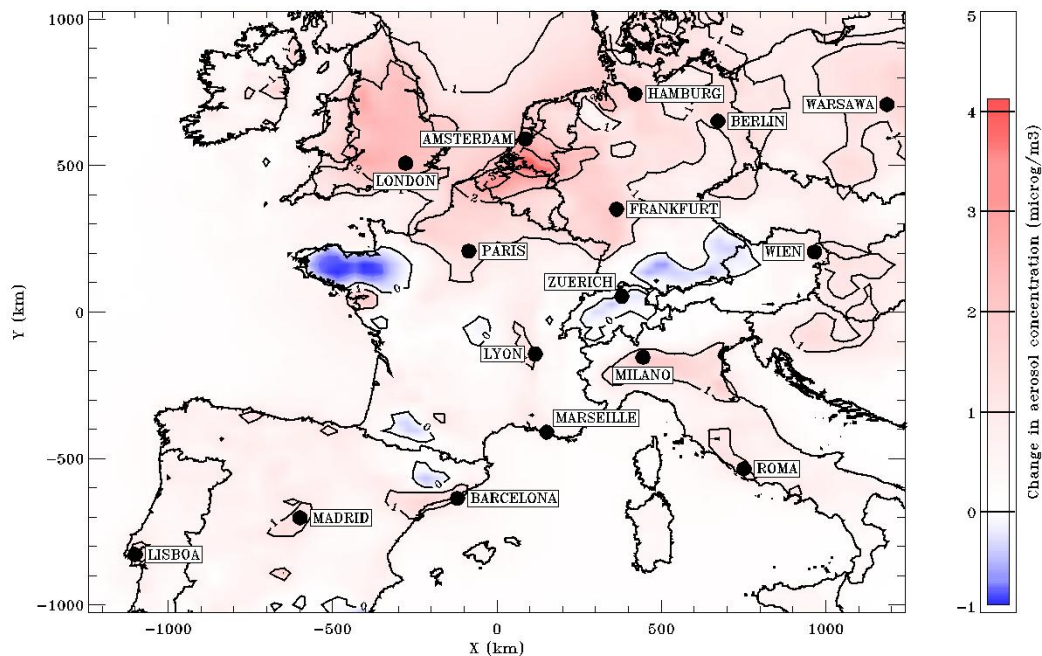 1000
500
0
-500
-1000
Y (km)
-1000
-500
0
500
1000
X (km)
HAMBURG
WARSAWA
BERLIN
AMSTERDAM
LONDON
FRANKFURT
PARIS
WIEN
ZUERICH
LYON
MILANO
MARSEILLE
ROMA
BARCELONA
MADRID
LISBOA
5
4
3
2
1
0
-1
Change in aerosol concentration (microg/m3)